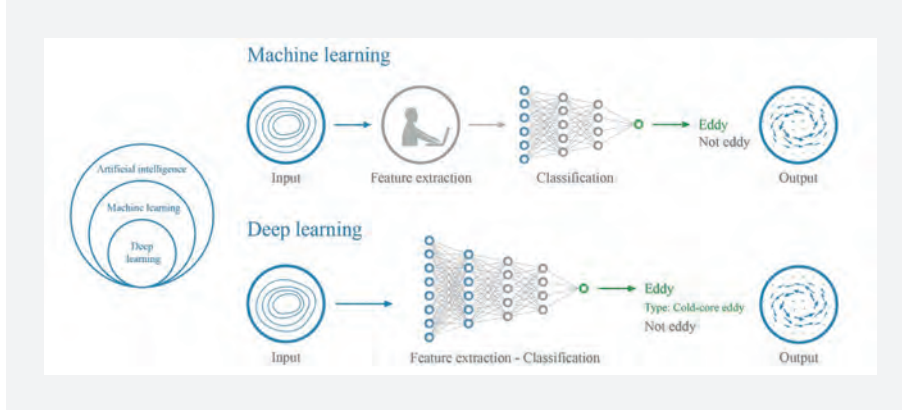 Machine learning
Eddy
Not eddy
Input
Feature extraction
Classification
Output
Artificial intelligence
Machine learning
Deep
learning
Deep learning
Eddy
Type: Cold-core eddy
Not eddy
Input
Feature extraction - Classification
Output